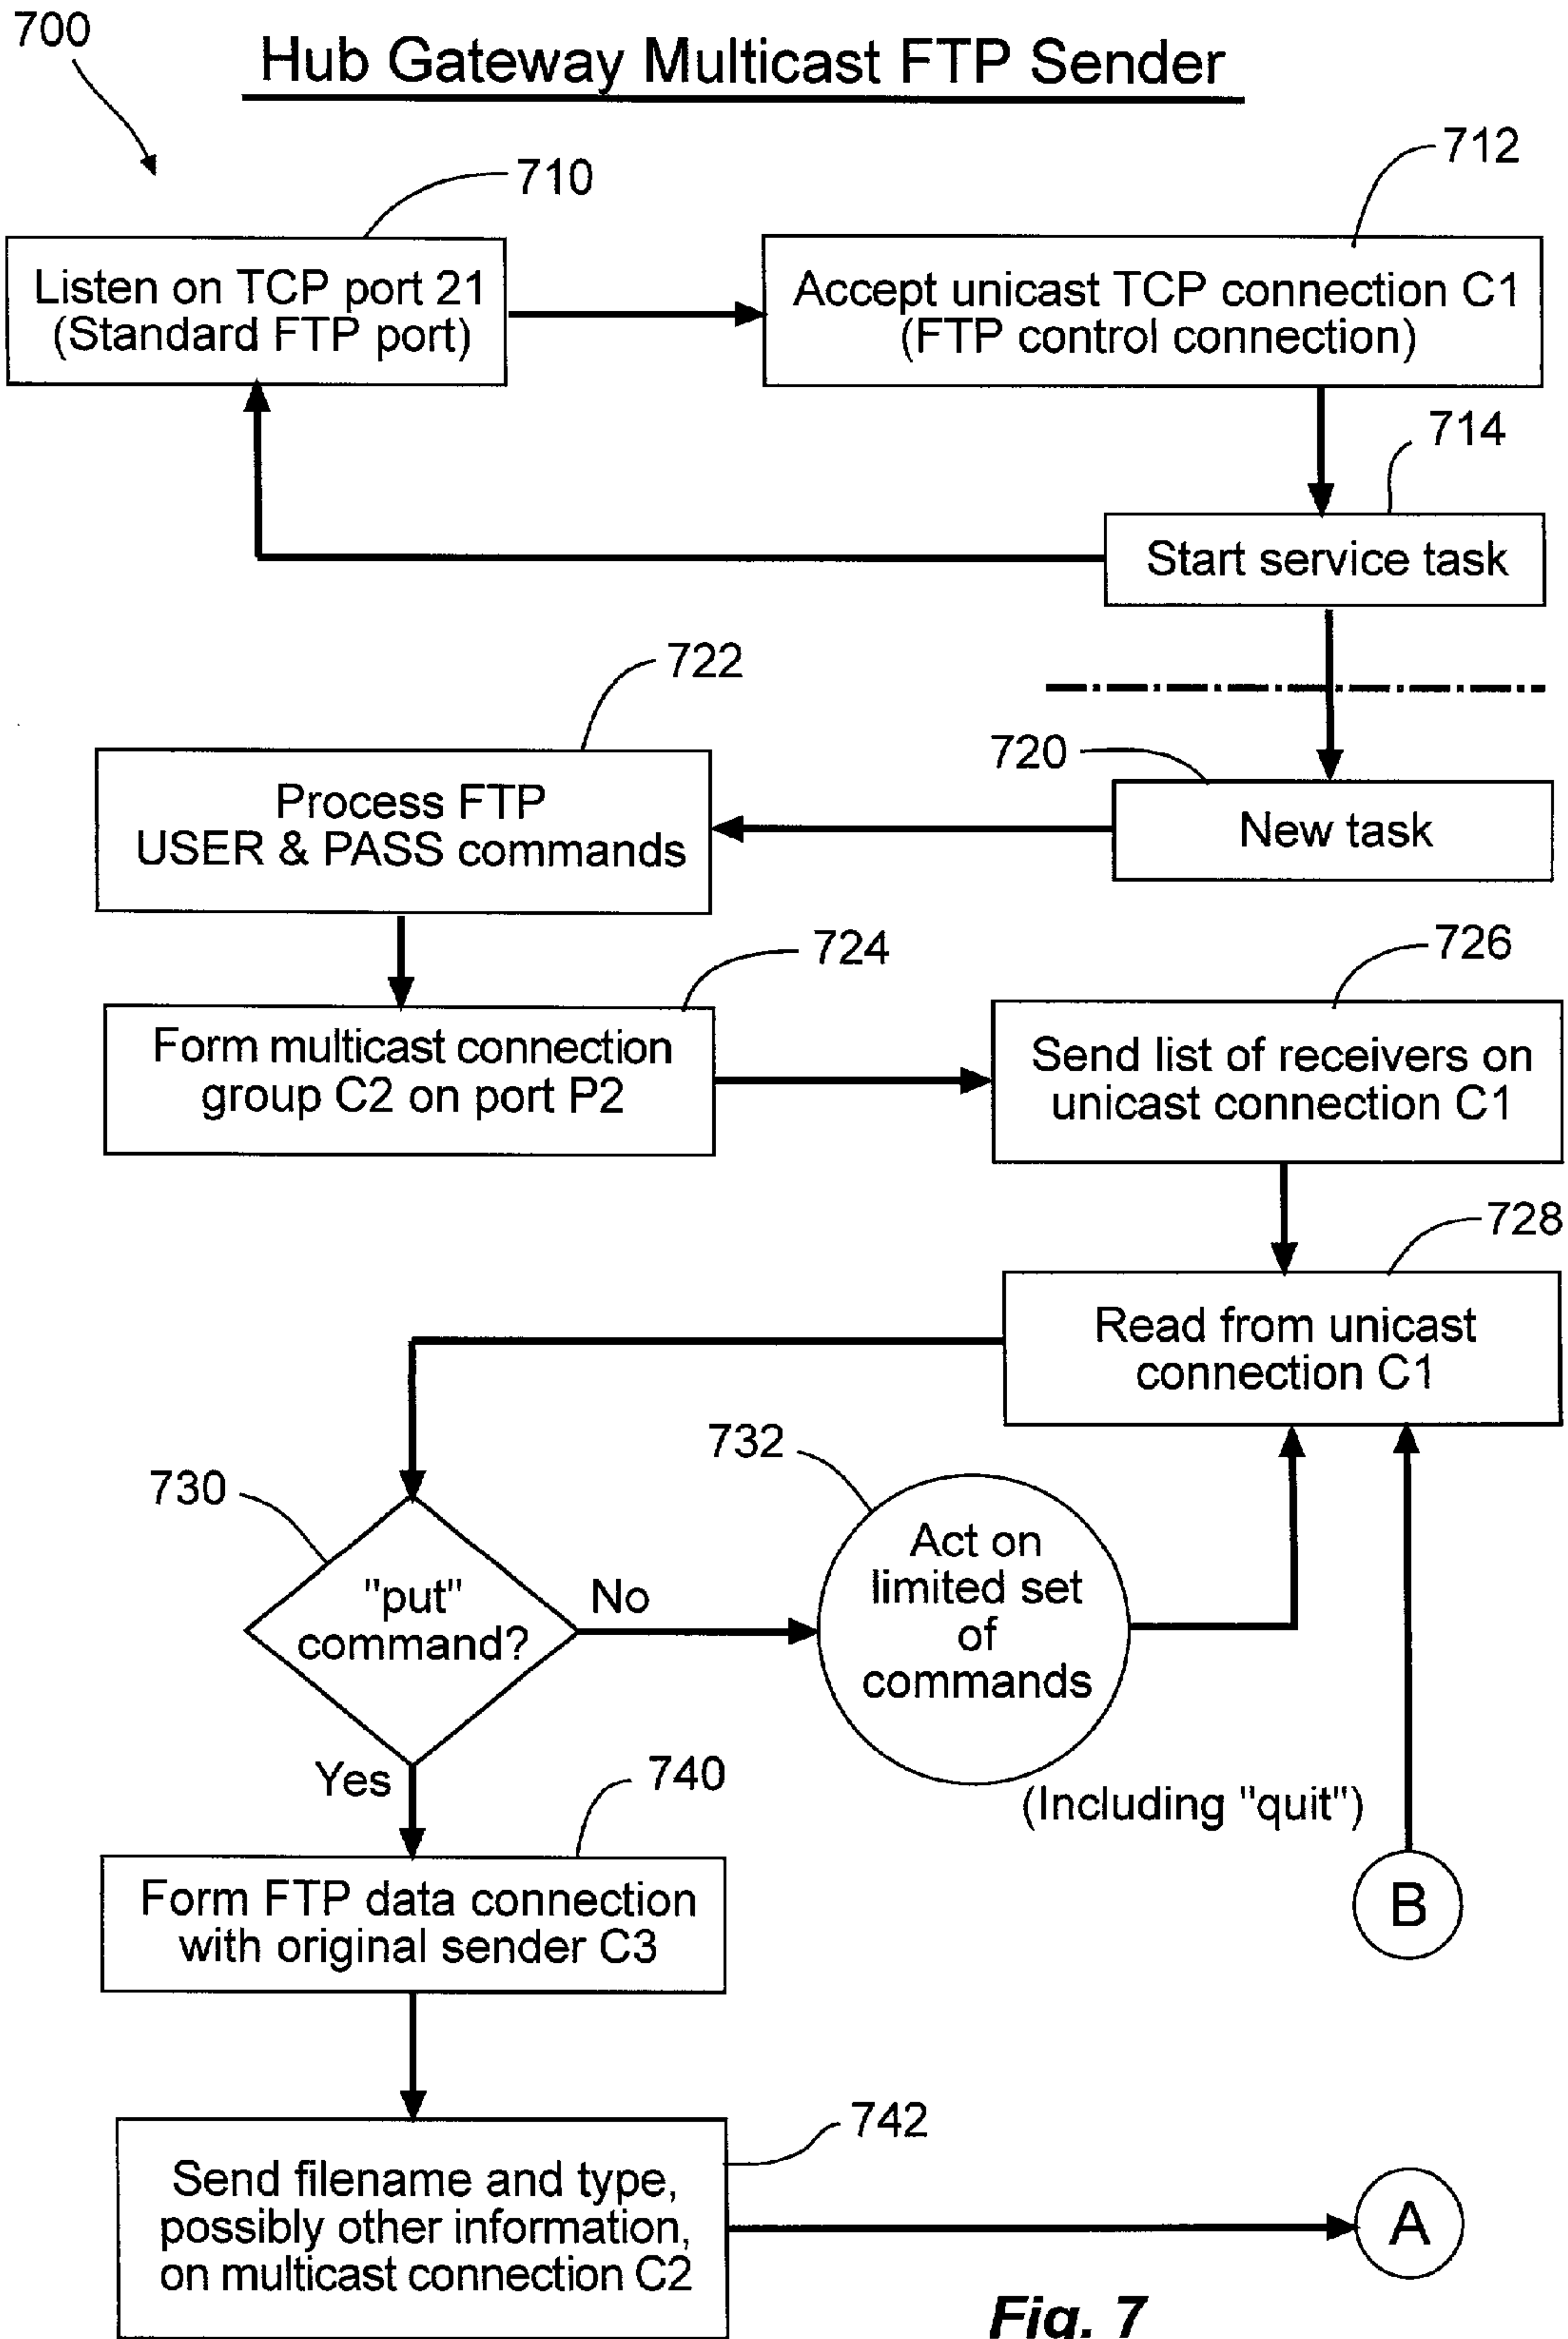 700
Hub Gateway Multicast FTP Sender
710
712
Listen on TCP port 21
(Standard FTP port)
Accept unicast TCP connection C1
(FTP control connection)
714
Start service task
722
720
Process FTP
USER & PASS commands
New task
724
726
Form multicast connection
group C2 on port P2
Send list of receivers on
unicast connection C1
728
Read from unicast
connection C1
732
730
"put"
command?
No
Act on
limited set
of
commands
Yes
740
(Including "quit")
Form FTP data connection
with original sender C3
B
742
Send filename and type,
possibly other information,
on multicast connection C2
A
Fig. 7